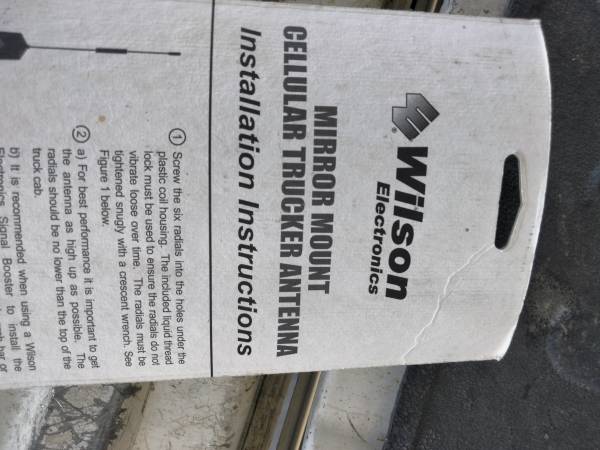 Wilson
Electronics
MIRROR MOUNT
CELLULAR TRUCKER ANTENNA
Installation Instructions
1 Screw the six radials into the holes under the
plastic coil housing. The included liquid thread
lock must be used to ensure the radials do not
vibrate loose over time. The radials must be
tightened snugly with a crescent wrench. See
Figure 1 below.
2 a) For best performance it is important to get
the antenna as high up as possible. The
radials should be no lower than the top of the
truck cab.
b) It is recommended when using a Wilson
Electronics Signal Booster to install the
bar or